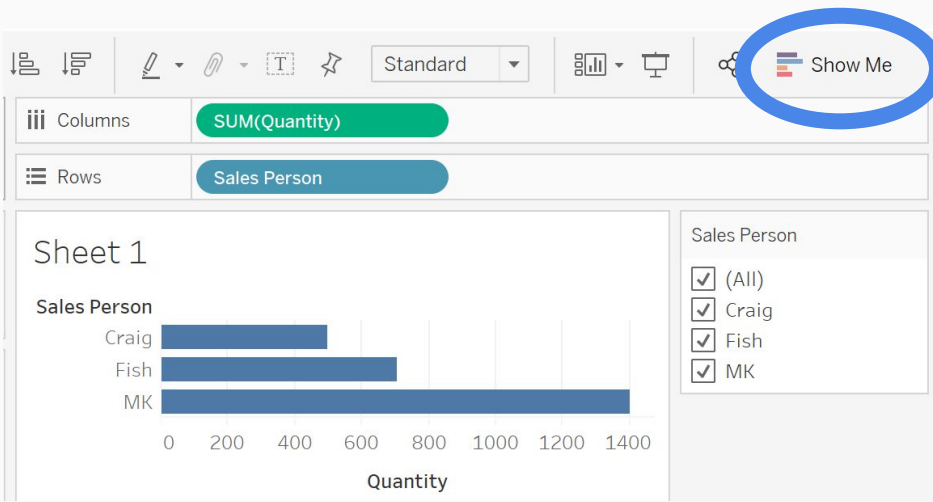 T Standard Show Me
Columns SUM(Quantity)
Rows Sales Person
Sheet 1
Sales Person
Craig
Fish
MK
0 200 400 600 800 1000 1200 1400
Quantity
Sales Person
(All)
Craig
Fish
MK